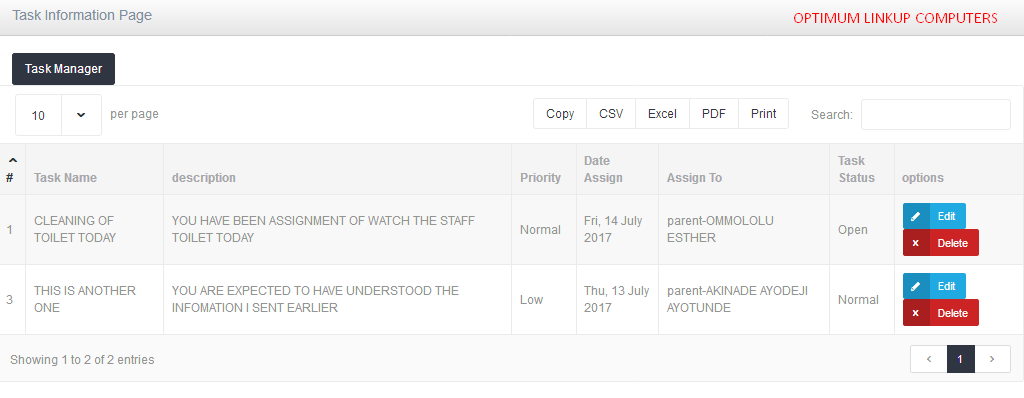 Task Information Page
OPTIMUM LINKUP COMPUTERS
Task Manager
10
per page
Copy
CSV
Excel
PDF
Print
Search:
#
Task Name
description
Priority
Date
Assign
Assign To
Task
Status
options
1
CLEANING OF
TOILET TODAY
YOU HAVE BEEN ASSIGNMENT OF WATCH THE STAFF
TOILET TODAY
Normal
Fri, 14 July
2017
parent-OMMOLOLU
ESTHER
Open
Edit
x Delete
3
THIS IS ANOTHER
ONE
YOU ARE EXPECTED TO HAVE UNDERSTOOD THE
INFOMATION I SENT EARLIER
Low
Thu, 13 July
2017
parent-AKINADE AYODEJI
AYOTUNDE
Normal
Edit
x Delete
Showing 1 to 2 of 2 entries
‹ 1 ›